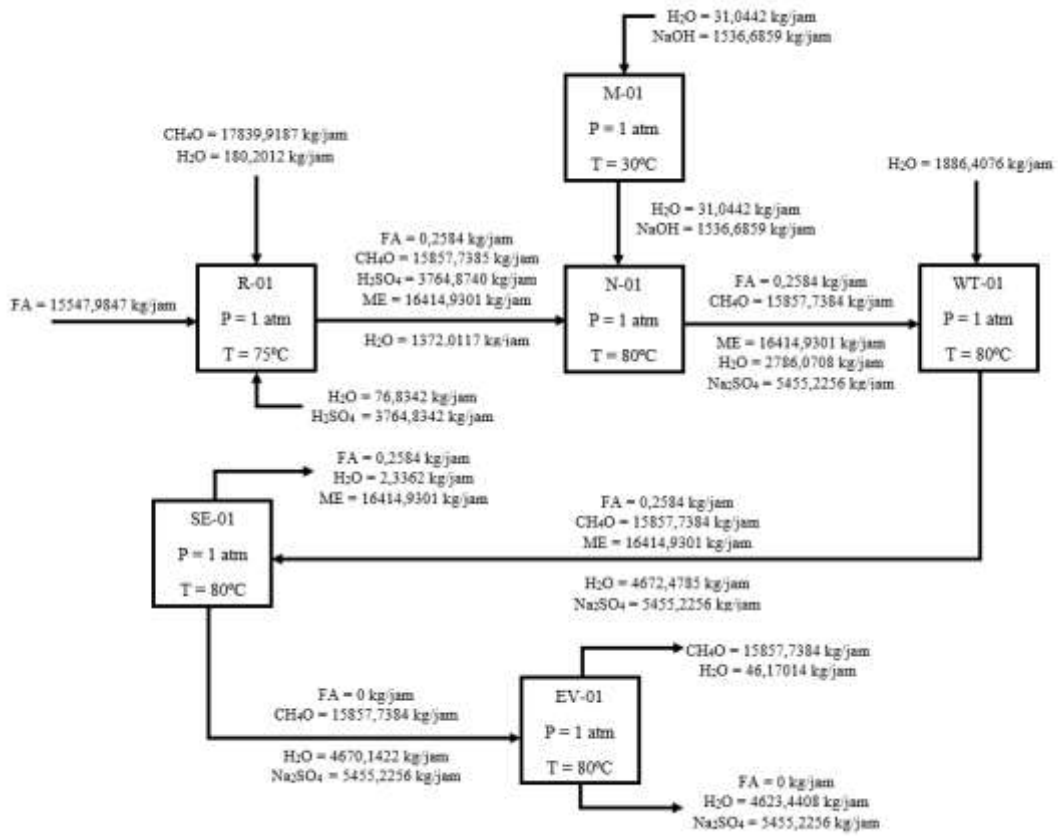 H₂O = 31,0442 kg/jam
NaOH = 1536,6859 kg/jam
M-01
P = 1 atm
T = 30⁰C
CH₄O = 17839,9187 kg/jam
H₂O = 180,2012 kg/jam
H₂O = 1886,4076 kg/jam
H₂O = 31,0442 kg/jam
NaOH = 1536,6859 kg/jam
FA = 0,2584 kg/jam
CH₄O = 15857,7385 kg/jam
H₂SO₄ = 3764,8740 kg/jam
ME = 16414,9301 kg/jam
H₂O = 1372,0117 kg/jam
FA = 15547,9847 kg/jam
R-01
P = 1 atm
T = 75⁰C
N-01
P = 1 atm
T = 80⁰C
FA = 0,2584 kg/jam
CH₄O = 15857,7384 kg/jam
ME = 16414,9301 kg/jam
H₂O = 2786,0708 kg/jam
Na₂SO₄ = 5455,2256 kg/jam
WT-01
P = 1 atm
T = 80⁰C
H₂O = 76,8342 kg/jam
H₂SO₄ = 3764,8342 kg/jam
FA = 0,2584 kg/jam
H₂O = 2,3362 kg/jam
ME = 16414,9301 kg/jam
SE-01
P = 1 atm
T = 80⁰C
FA = 0,2584 kg/jam
CH₄O = 15857,7384 kg/jam
ME = 16414,9301 kg/jam
H₂O = 4672,4785 kg/jam
Na₂SO₄ = 5455,2256 kg/jam
CH₄O = 15857,7384 kg/jam
H₂O = 46,17014 kg/jam
FA = 0 kg/jam
CH₄O = 15857,7384 kg/jam
H₂O = 4670,1422 kg/jam
Na₂SO₄ = 5455,2256 kg/jam
EV-01
P = 1 atm
T = 80⁰C
FA = 0 kg/jam
H₂O = 4623,4408 kg/jam
Na₂SO₄ = 5455,2256 kg/jam